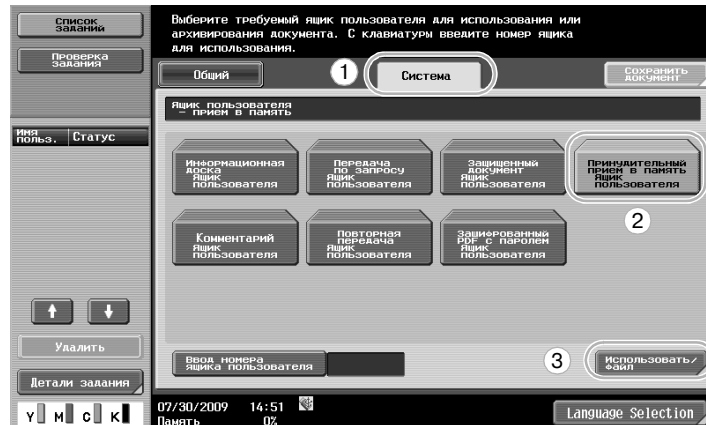 Список
заданий
Проверка
задания
Имя
польз.
Статус
Удалить
Детали задания
Y M C K
Выберите требуемый ящик пользователя для использования или
архивирования документа. С клавиатуры введите номер ящика
для использования.
Общий
1
Система
Сохранить
документ
Ящик пользователя
- прием в память
Информационная
доска
Ящик
пользователя
Передача
по запросу
Ящик
пользователя
Защищенный
документ
Ящик
пользователя
Принудительный
прием в память
Ящик
пользователя
2
Комментарий
Ящик
пользователя
Повторная
передача
Ящик
пользователя
Зашифрованный
PDF с паролем
Ящик
пользователя
Ввод номера
ящика пользователя
3
Использовать/
файл
07/30/2009 14:51
Память 0%
Language Selection